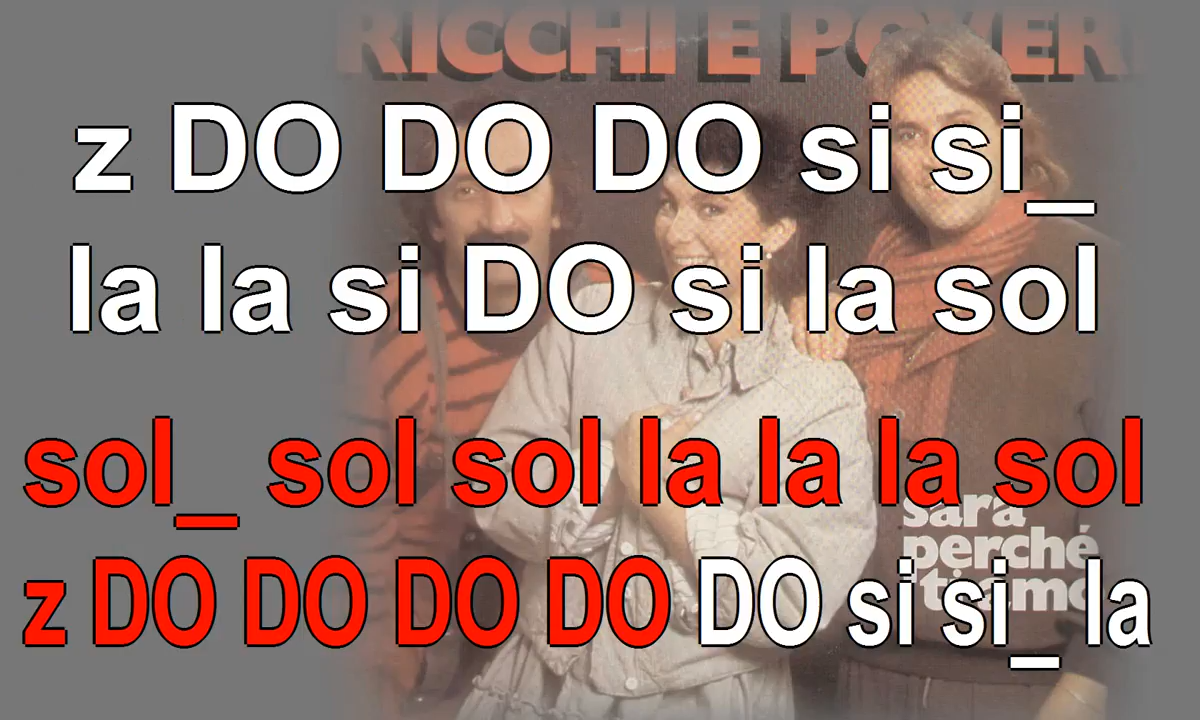 RICCHI E POVERI
z DO DO DO si si_
la la si DO si la sol
sol_ sol sol la la la sol
sarà
perché
ti amo
z DO DO DO DO DO si si_ la